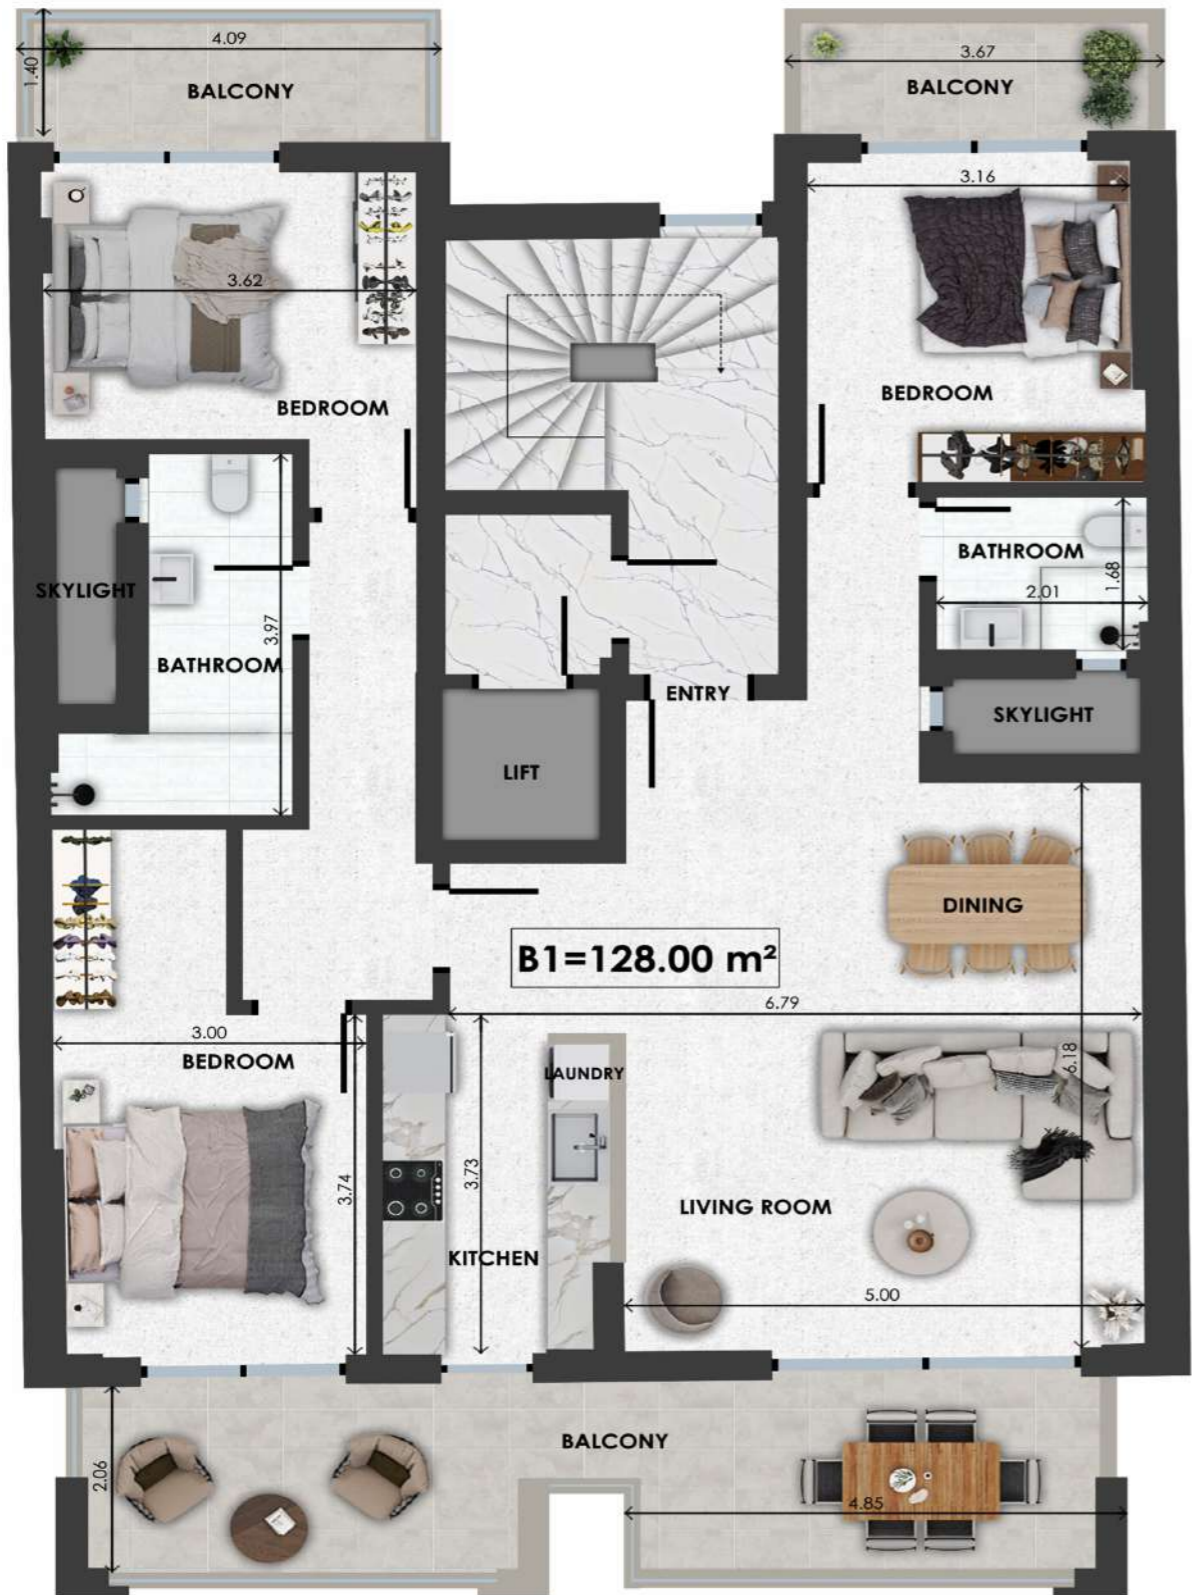 4.09
1.40
BALCONY
3.67
BALCONY
3.16
3.62
BEDROOM
BEDROOM
SKYLIGHT
3.97
BATHROOM
BATHROOM
1.68
2.01
ENTRY
SKYLIGHT
LIFT
DINING
B1=128.00 m²
6.79
3.00
BEDROOM
6.18
LAUNDRY
3.74
3.73
LIVING ROOM
KITCHEN
5.00
BALCONY
2.06
4.85